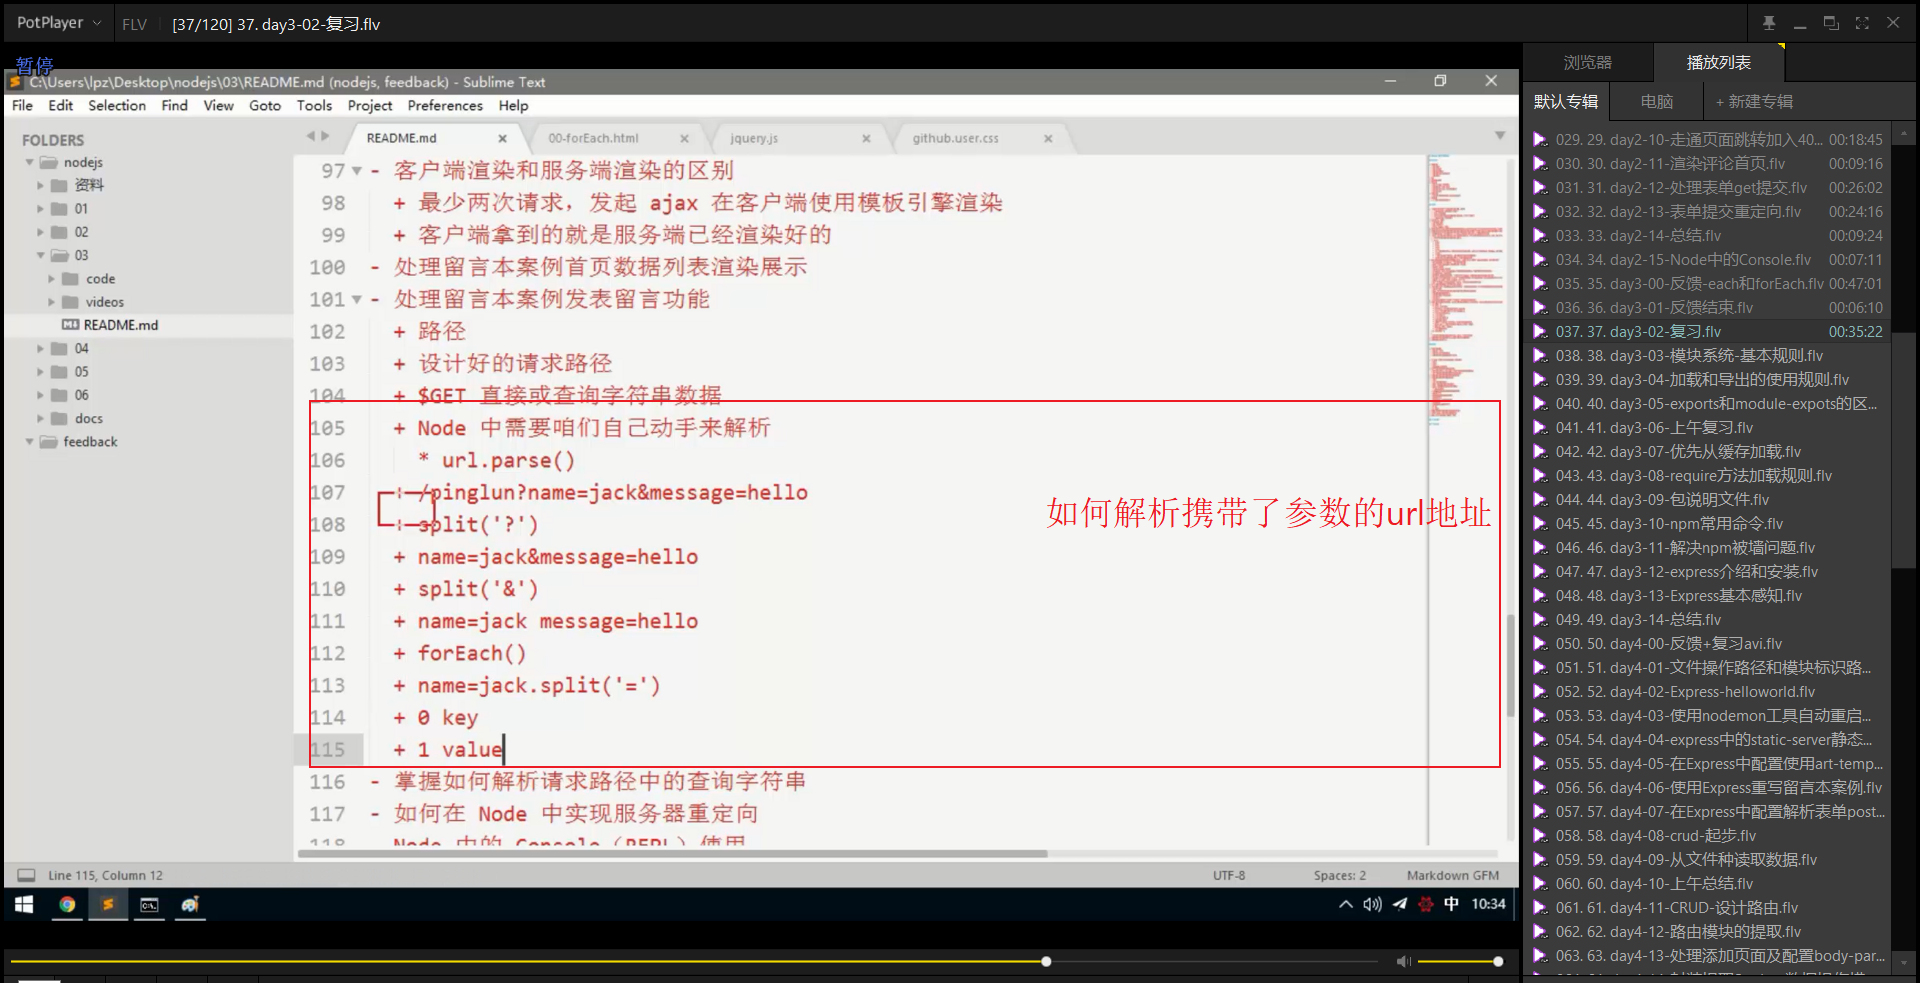 PotPlayer
FLV
[37/120] 37. day3-02-复习.flv
暂停
C:\Users\lpz\Desktop\nodejs\03\README.md (nodejs, feedback) - Sublime Text
File Edit Selection Find View Goto Tools Project Preferences Help
FOLDERS
nodejs
资料
01
02
03
code
videos
README.md
04
05
06
docs
feedback
README.md
00-forEach.html
jquery.js
github.user.css
97 - 客户端渲染和服务端渲染的区别
98 + 最少两次请求，发起 ajax 在客户端使用模板引擎渲染
99 + 客户端拿到的就是服务端已经渲染好的
100 - 处理留言本案例首页数据列表渲染展示
101 - 处理留言本案例发表留言功能
102 + 路径
103 + 设计好的请求路径
104 + $GET 直接或查询字符串数据
105 + Node 中需要咱们自己动手来解析
106 * url.parse()
107 + /pinglun?name=jack&message=hello
108 + split('?')
109 + name=jack&message=hello
110 + split('&')
111 + name=jack message=hello
112 + forEach()
113 + name=jack.split('=')
114 + 0 key
115 + 1 value
116 - 掌握如何解析请求路径中的查询字符串
117 - 如何在 Node 中实现服务器重定向
118 Node 中的 Console（REPL）使用
如何解析携带了参数的url地址
Line 115, Column 12
UTF-8
Spaces: 2
Markdown GFM
中
10:34
浏览器
播放列表
默认专辑
电脑
+ 新建专辑
029. 29. day2-10-走通页面跳转加入40... 00:18:45
030. 30. day2-11-渲染评论首页.flv 00:09:16
031. 31. day2-12-处理表单get提交.flv 00:26:02
032. 32. day2-13-表单提交重定向.flv 00:24:16
033. 33. day2-14-总结.flv 00:09:24
034. 34. day2-15-Node中的Console.flv 00:07:11
035. 35. day3-00-反馈-each和forEach.flv 00:47:01
036. 36. day3-01-反馈结束.flv 00:06:10
037. 37. day3-02-复习.flv 00:35:22
038. 38. day3-03-模块系统-基本规则.flv
039. 39. day3-04-加载和导出的使用规则.flv
040. 40. day3-05-exports和module-expots的区...
041. 41. day3-06-上午复习.flv
042. 42. day3-07-优先从缓存加载.flv
043. 43. day3-08-require方法加载规则.flv
044. 44. day3-09-包说明文件.flv
045. 45. day3-10-npm常用命令.flv
046. 46. day3-11-解决npm被墙问题.flv
047. 47. day3-12-express介绍和安装.flv
048. 48. day3-13-Express基本感知.flv
049. 49. day3-14-总结.flv
050. 50. day4-00-反馈+复习avi.flv
051. 51. day4-01-文件操作路径和模块标识路...
052. 52. day4-02-Express-helloworld.flv
053. 53. day4-03-使用nodemon工具自动重启...
054. 54. day4-04-express中的static-server静态...
055. 55. day4-05-在Express中配置使用art-temp...
056. 56. day4-06-使用Express重写留言本案例.flv
057. 57. day4-07-在Express中配置解析表单post...
058. 58. day4-08-crud-起步.flv
059. 59. day4-09-从文件种读取数据.flv
060. 60. day4-10-上午总结.flv
061. 61. day4-11-CRUD-设计路由.flv
062. 62. day4-12-路由模块的提取.flv
063. 63. day4-13-处理添加页面及配置body-par...